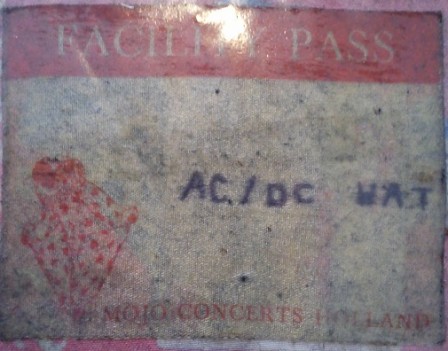 FACILITY PASS
AC/DC WAT
MOJO CONCERTS HOLLAND